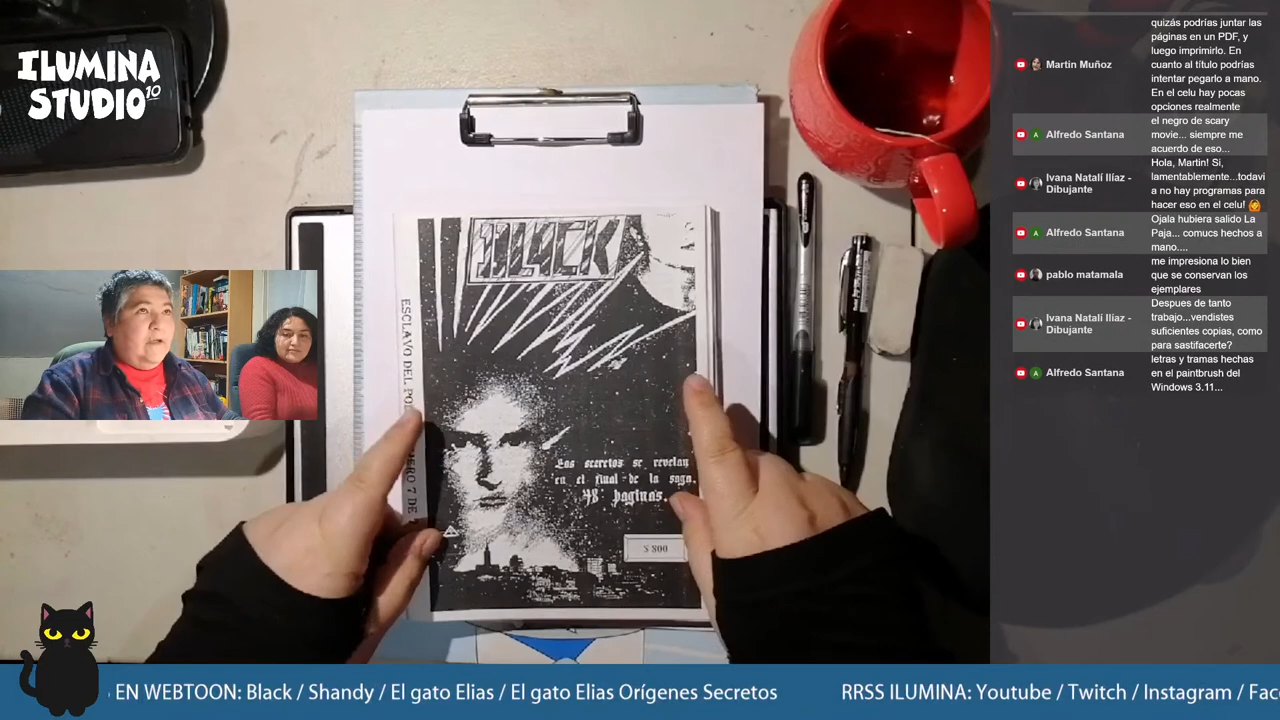 ILUMINA
STUDIO 2.0
BLACK
ESCLAVO DEL
Los secretos se revelan
en el final de la saga.
48 paginas.
$ 800
quizás podrías juntar las
páginas en un PDF, y
luego imprimirlo. En
Martin Muñoz
cuanto al título podrías
intentar pegarlo a mano.
En el celu hay pocas
opciones realmente
el negro de scary
Alfredo Santana
movie... siempre me
acuerdo de eso...
Hola, Martin! Si,
Ivana Natalí Ilíaz -
Dibujante
lamentablemente...todavi
a no hay programas para
hacer eso en el celu! 🙆
Ojala hubiera salido La
Alfredo Santana
Paja... comucs hechos a
mano....
me impresiona lo bien
pablo matamala
que se conservan los
ejemplares
Despues de tanto
trabajo...vendistes
Ivana Natalí Ilíaz -
Dibujante
suficientes copias, como
para sastifacerte?
letras y tramas hechas
Alfredo Santana
en el paintbrush del
Windows 3.11...
EN WEBTOON: Black / Shandy / El gato Elias / El gato Elias Orígenes Secretos
RRSS ILUMINA: Youtube / Twitch / Instagram / Fac